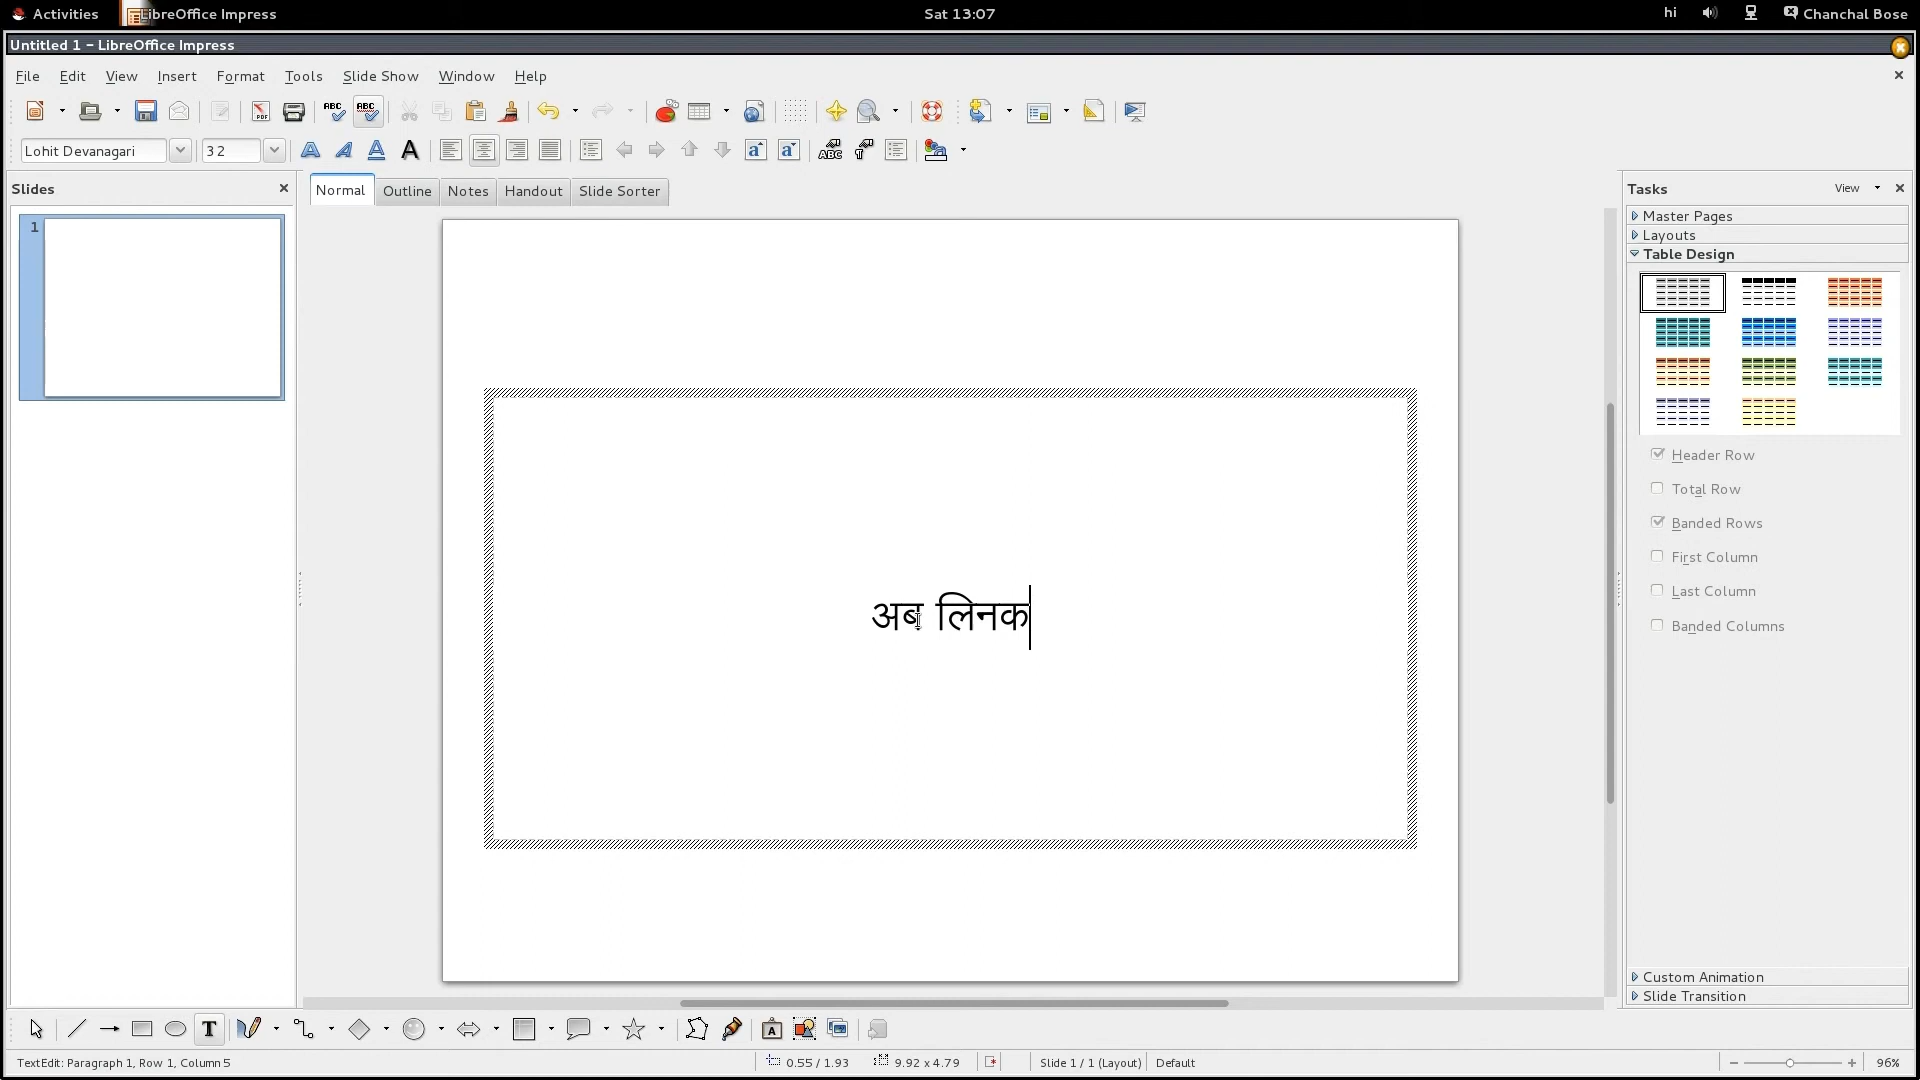 Activities LibreOffice Impress Sat 13:07 hi Chanchal Bose
Untitled 1 - LibreOffice Impress
File Edit View Insert Format Tools Slide Show Window Help
Lohit Devanagari 32
Slides
1
Normal Outline Notes Handout Slide Sorter
अब लिनक
Tasks View
Master Pages
Layouts
Table Design
Header Row
Total Row
Banded Rows
First Column
Last Column
Banded Columns
Custom Animation
Slide Transition
TextEdit: Paragraph 1, Row 1, Column 5 0.55 / 1.93 9.92 x 4.79 Slide 1 / 1 (Layout) Default 96%